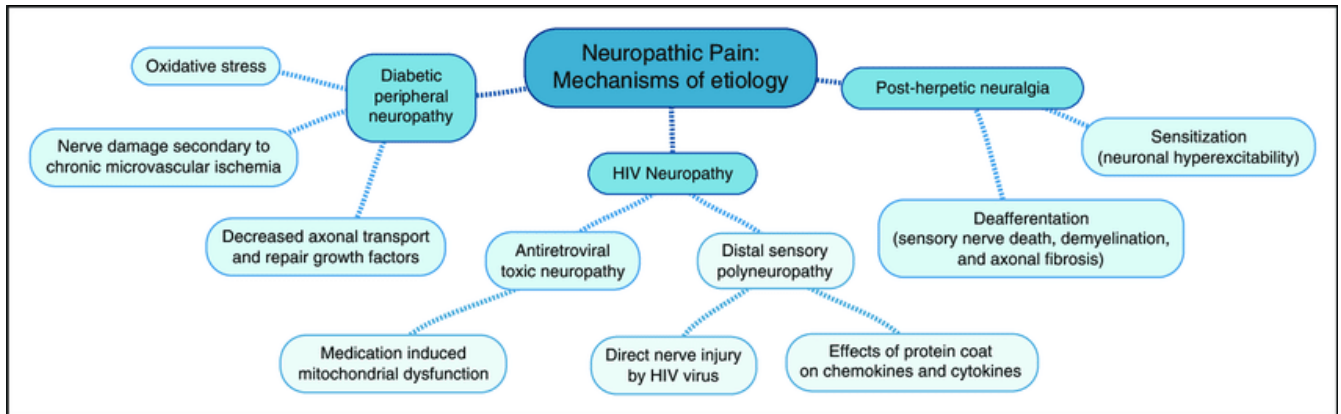 Neuropathic Pain:
Mechanisms of etiology
Diabetic
peripheral
neuropathy
Oxidative stress
Nerve damage secondary to
chronic microvascular ischemia
Decreased axonal transport
and repair growth factors
HIV Neuropathy
Antiretroviral
toxic neuropathy
Medication induced
mitochondrial dysfunction
Distal sensory
polyneuropathy
Direct nerve injury
by HIV virus
Effects of protein coat
on chemokines and cytokines
Post-herpetic neuralgia
Sensitization
(neuronal hyperexcitability)
Deafferentation
(sensory nerve death, demyelination,
and axonal fibrosis)